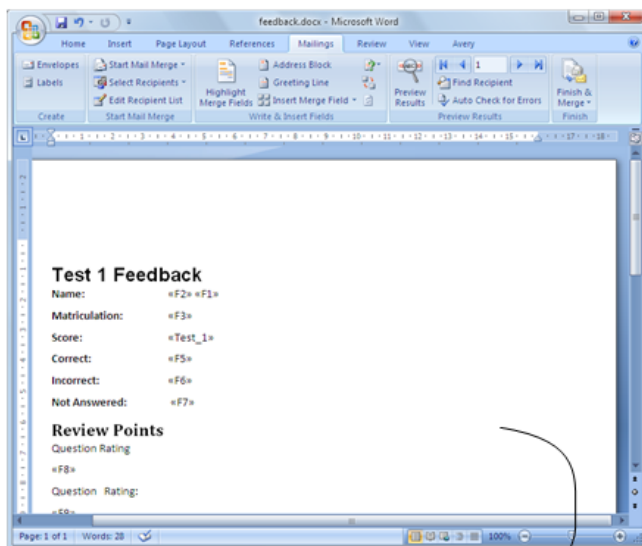 feedback.docx - Microsoft Word
Home Insert Page Layout References Mailings Review View Avery
Envelopes Start Mail Merge Address Block 1
Labels Select Recipients Greeting Line Find Recipient
Edit Recipient List Highlight Merge Fields Insert Merge Field Preview Results Auto Check for Errors Finish & Merge
Create Start Mail Merge Write & Insert Fields Preview Results Finish
Test 1 Feedback
Name: «F2» «F1»
Matriculation: «F3»
Score: «Test_1»
Correct: «F5»
Incorrect: «F6»
Not Answered: «F7»
Review Points
Question Rating
«F8»
Question Rating:
«F9»
Page: 1 of 1 Words: 28 100%